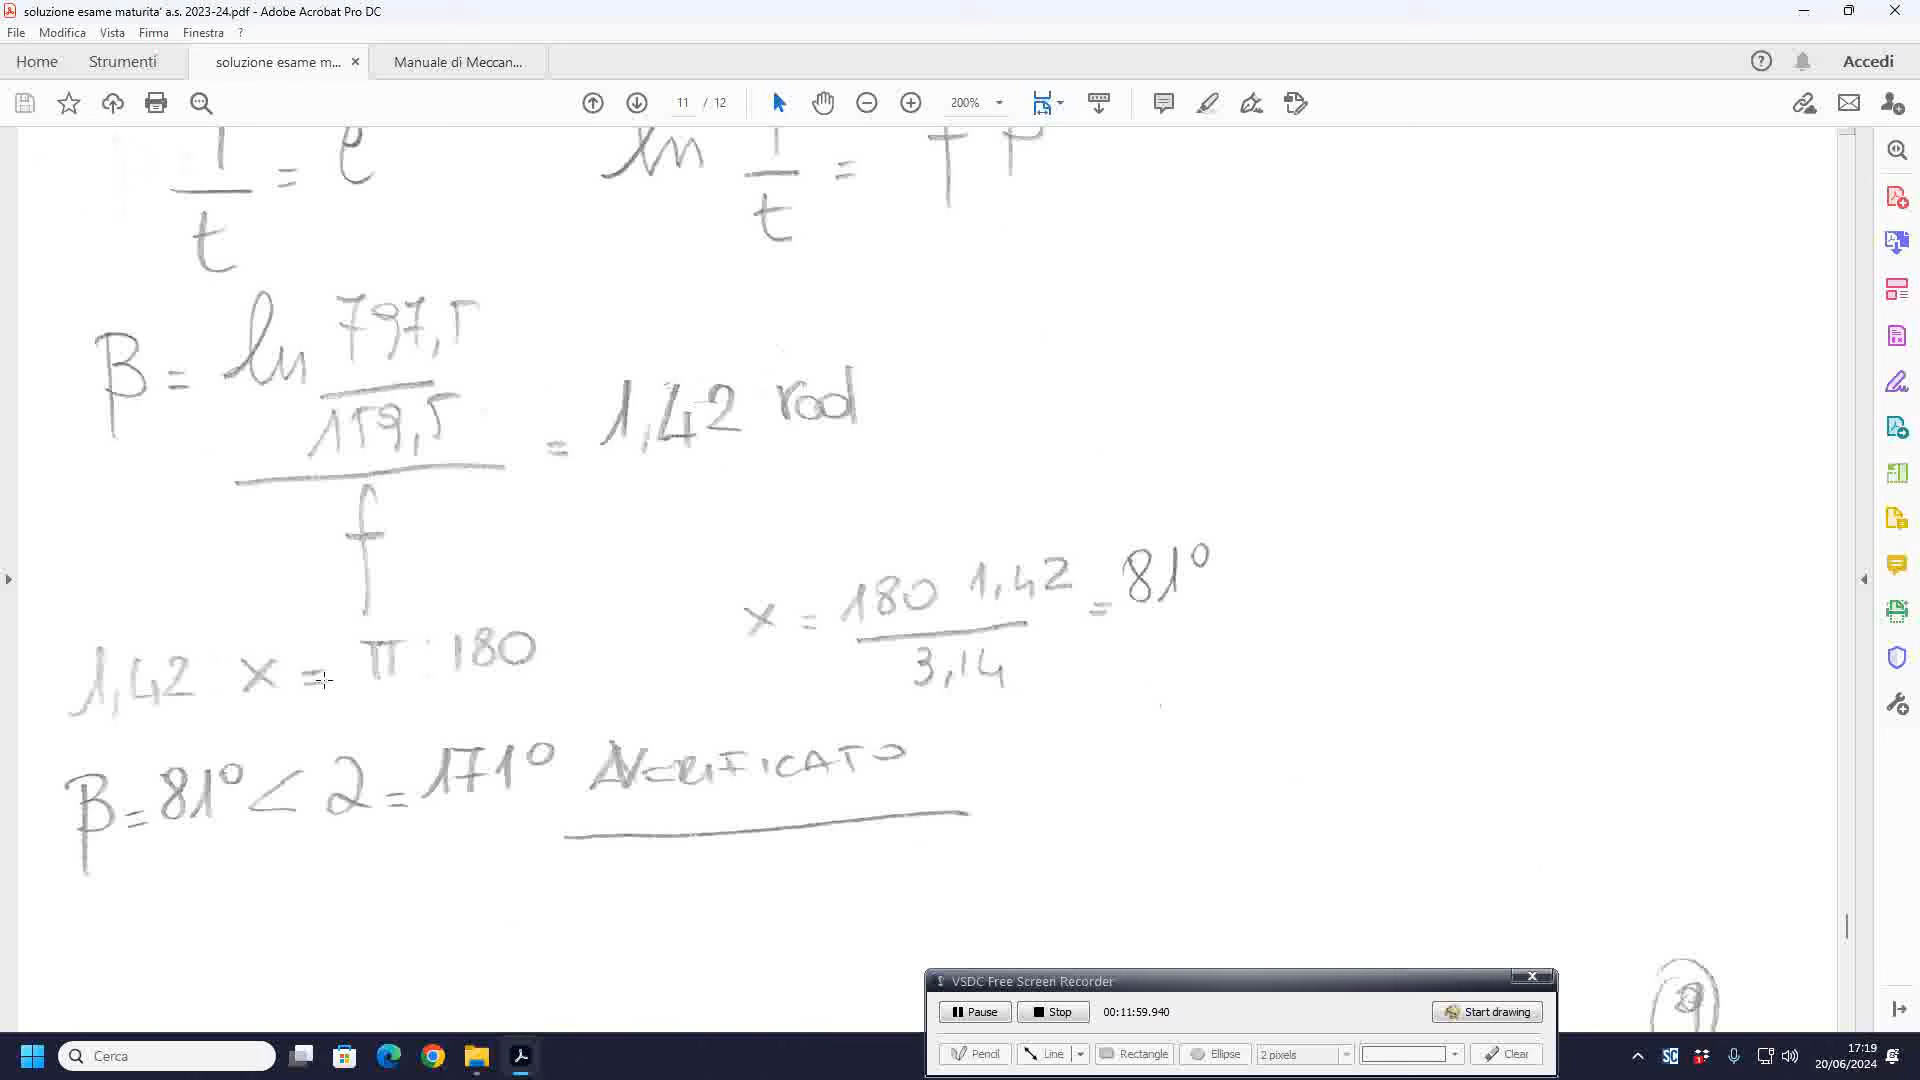 soluzione esame maturita' a.s. 2023-24.pdf - Adobe Acrobat Pro DC
File Modifica Vista Firma Finestra ?
Home Strumenti soluzione esame m... × Manuale di Meccan... Accedi
11 / 12 200%
T/t = e ln T/t = f β
β = ln 797,5/159,5 / f = 1,42 rad
x = 180 1,42 / 3,14 = 81°
1,42 x = π : 180
β = 81° < 2 = 171° VERIFICATO
9
VSDC Free Screen Recorder
Pause Stop 00:11:59.940 Start drawing
Pencil Line Rectangle Ellipse 2 pixels Clear
Cerca
17:19
20/06/2024